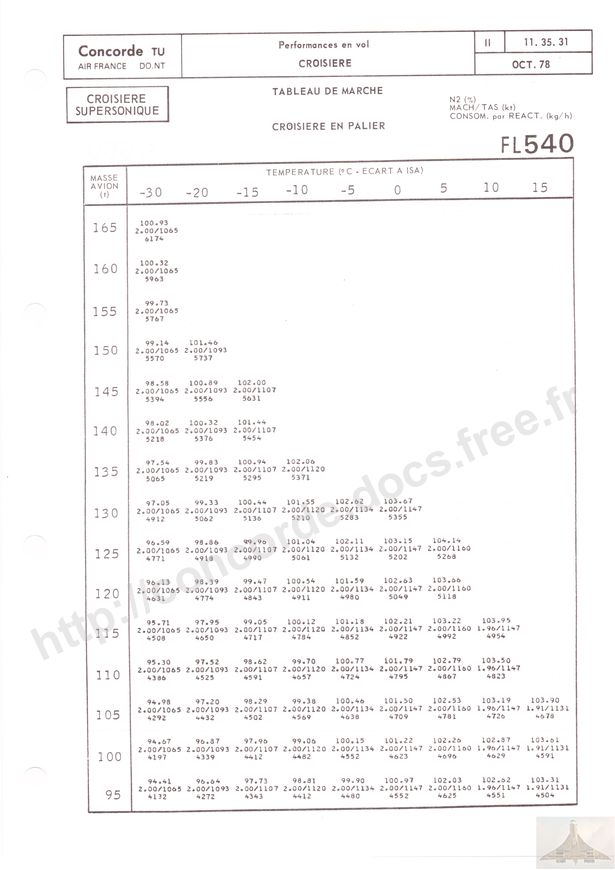 Concorde TU
AIR FRANCE DO.NT
Performances en vol
CROISIERE
II 11. 35. 31
OCT. 78
CROISIERE
SUPERSONIQUE
TABLEAU DE MARCHE
CROISIERE EN PALIER
N2 (%)
MACH/TAS (kt)
CONSOM. par REACT. (kg/h)
FL540
MASSE
AVION
(t)
TEMPERATURE (°C - ECART A ISA)
-30 -20 -15 -10 -5 0 5 10 15
165
100.93
2.00/1065
6174
160
100.32
2.00/1065
5963
155
99.73
2.00/1065
5767
150
99.14 101.46
2.00/1065 2.00/1093
5570 5737
145
98.58 100.89 102.00
2.00/1065 2.00/1093 2.00/1107
5394 5556 5631
140
98.02 100.32 101.44
2.00/1065 2.00/1093 2.00/1107
5218 5376 5454
135
97.54 99.83 100.94 102.06
2.00/1065 2.00/1093 2.00/1107 2.00/1120
5065 5219 5295 5371
130
97.05 99.33 100.44 101.55 102.62 103.67
2.00/1065 2.00/1093 2.00/1107 2.00/1120 2.00/1134 2.00/1147
4912 5062 5136 5210 5283 5355
125
96.59 98.86 99.96 101.04 102.11 103.15 104.14
2.00/1065 2.00/1093 2.00/1107 2.00/1120 2.00/1134 2.00/1147 2.00/1160
4771 4918 4990 5061 5132 5202 5268
120
96.13 98.39 99.47 100.54 101.59 102.63 103.66
2.00/1065 2.00/1093 2.00/1107 2.00/1120 2.00/1134 2.00/1147 2.00/1160
4631 4774 4843 4911 4980 5049 5118
115
95.71 97.95 99.05 100.12 101.18 102.21 103.22 103.95
2.00/1065 2.00/1093 2.00/1107 2.00/1120 2.00/1134 2.00/1147 2.00/1160 1.96/1147
4508 4650 4717 4784 4852 4922 4992 4954
110
95.30 97.52 98.62 99.70 100.77 101.79 102.79 103.50
2.00/1065 2.00/1093 2.00/1107 2.00/1120 2.00/1134 2.00/1147 2.00/1160 1.96/1147
4386 4525 4591 4657 4724 4795 4867 4823
105
94.98 97.20 98.29 99.38 100.46 101.50 102.53 103.19 103.90
2.00/1065 2.00/1093 2.00/1107 2.00/1120 2.00/1134 2.00/1147 2.00/1160 1.96/1147 1.91/1131
4292 4432 4502 4569 4638 4709 4781 4726 4678
100
94.67 96.87 97.96 99.06 100.15 101.22 102.26 102.87 103.61
2.00/1065 2.00/1093 2.00/1107 2.00/1120 2.00/1134 2.00/1147 2.00/1160 1.96/1147 1.91/1131
4197 4339 4412 4482 4552 4623 4696 4629 4591
95
94.41 96.64 97.73 98.81 99.90 100.97 102.03 102.62 103.31
2.00/1065 2.00/1093 2.00/1107 2.00/1120 2.00/1134 2.00/1147 2.00/1160 1.96/1147 1.91/1131
4132 4272 4343 4412 4480 4552 4625 4551 4504
http://concorde-docs.free.fr